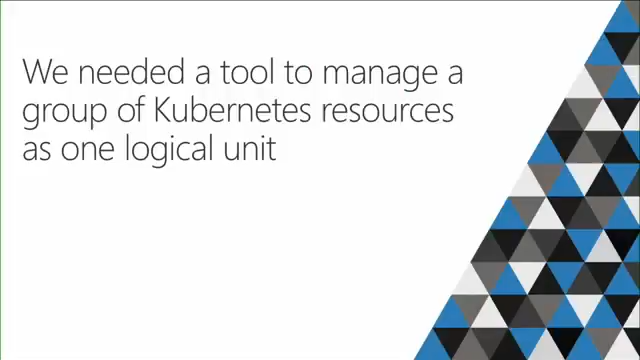 We needed a tool to manage a
group of Kubernetes resources
as one logical unit